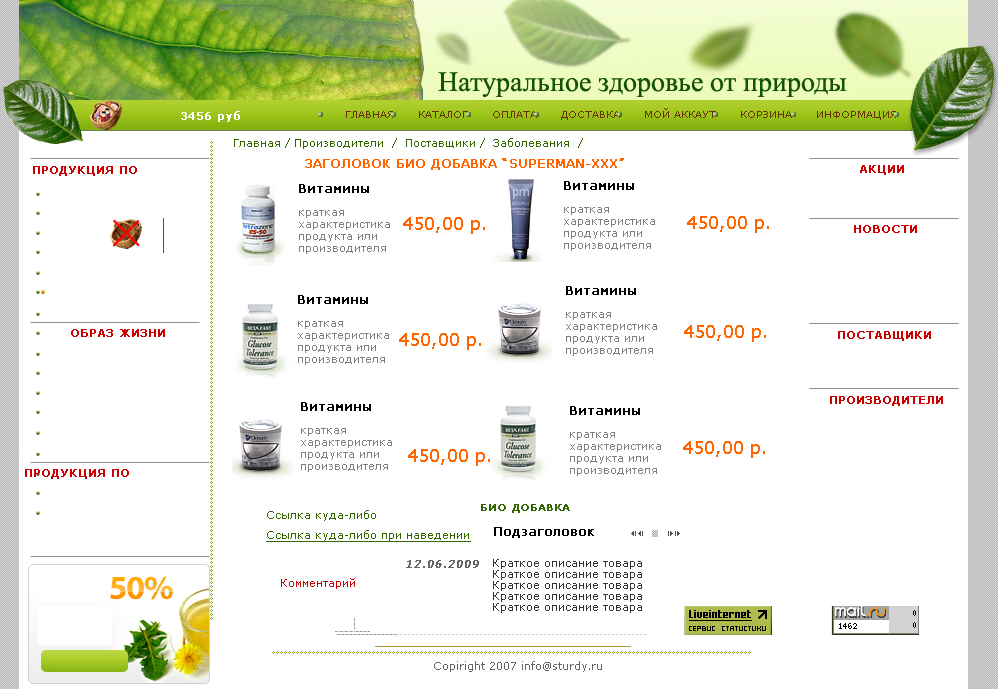 Натуральное здоровье от природы
3456 руб
ГЛАВНАЯ КАТАЛОГ ОПЛАТА ДОСТАВКА МОЙ АККАУТ КОРЗИНА ИНФОРМАЦИЯ
Главная / Производители / Поставщики / Заболевания /
ЗАГОЛОВОК БИО ДОБАВКА "SUPERMAN-XXX"
ПРОДУКЦИЯ ПО
ОБРАЗ ЖИЗНИ
ПРОДУКЦИЯ ПО
50%
Витамины
краткая
характеристика
продукта или
производителя
450,00 р.
Витамины
краткая
характеристика
продукта или
производителя
450,00 р.
Витамины
краткая
характеристика
продукта или
производителя
450,00 р.
Витамины
краткая
характеристика
продукта или
производителя
450,00 р.
Витамины
краткая
характеристика
продукта или
производителя
450,00 р.
Витамины
краткая
характеристика
продукта или
производителя
450,00 р.
pm
Glucose
Tolerance
Glucose
Tolerance
АКЦИИ
НОВОСТИ
ПОСТАВЩИКИ
ПРОИЗВОДИТЕЛИ
Ссылка куда-либо
Ссылка куда-либо при наведении
БИО ДОБАВКА
Подзаголовок
12.06.2009
Комментарий
Краткое описание товара
Краткое описание товара
Краткое описание товара
Краткое описание товара
Краткое описание товара
Liveinternet
СЕРВИС СТАТИСТИКИ
mail.ru 0
1462 0
Copiright 2007 info@sturdy.ru